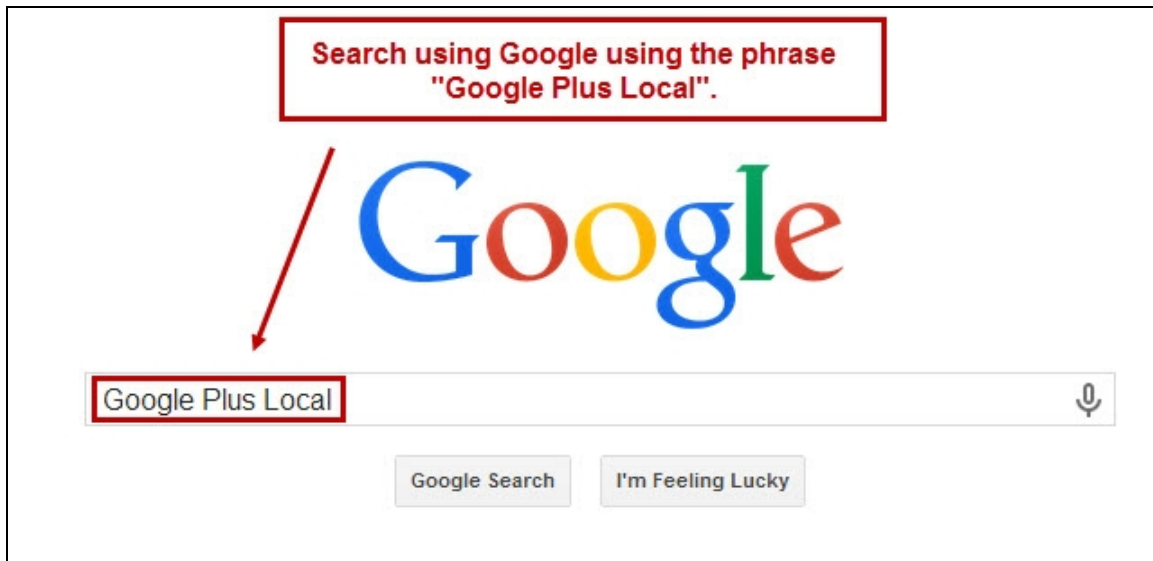 Search using Google using the phrase
"Google Plus Local".
Google
Google Plus Local
Google Search I'm Feeling Lucky